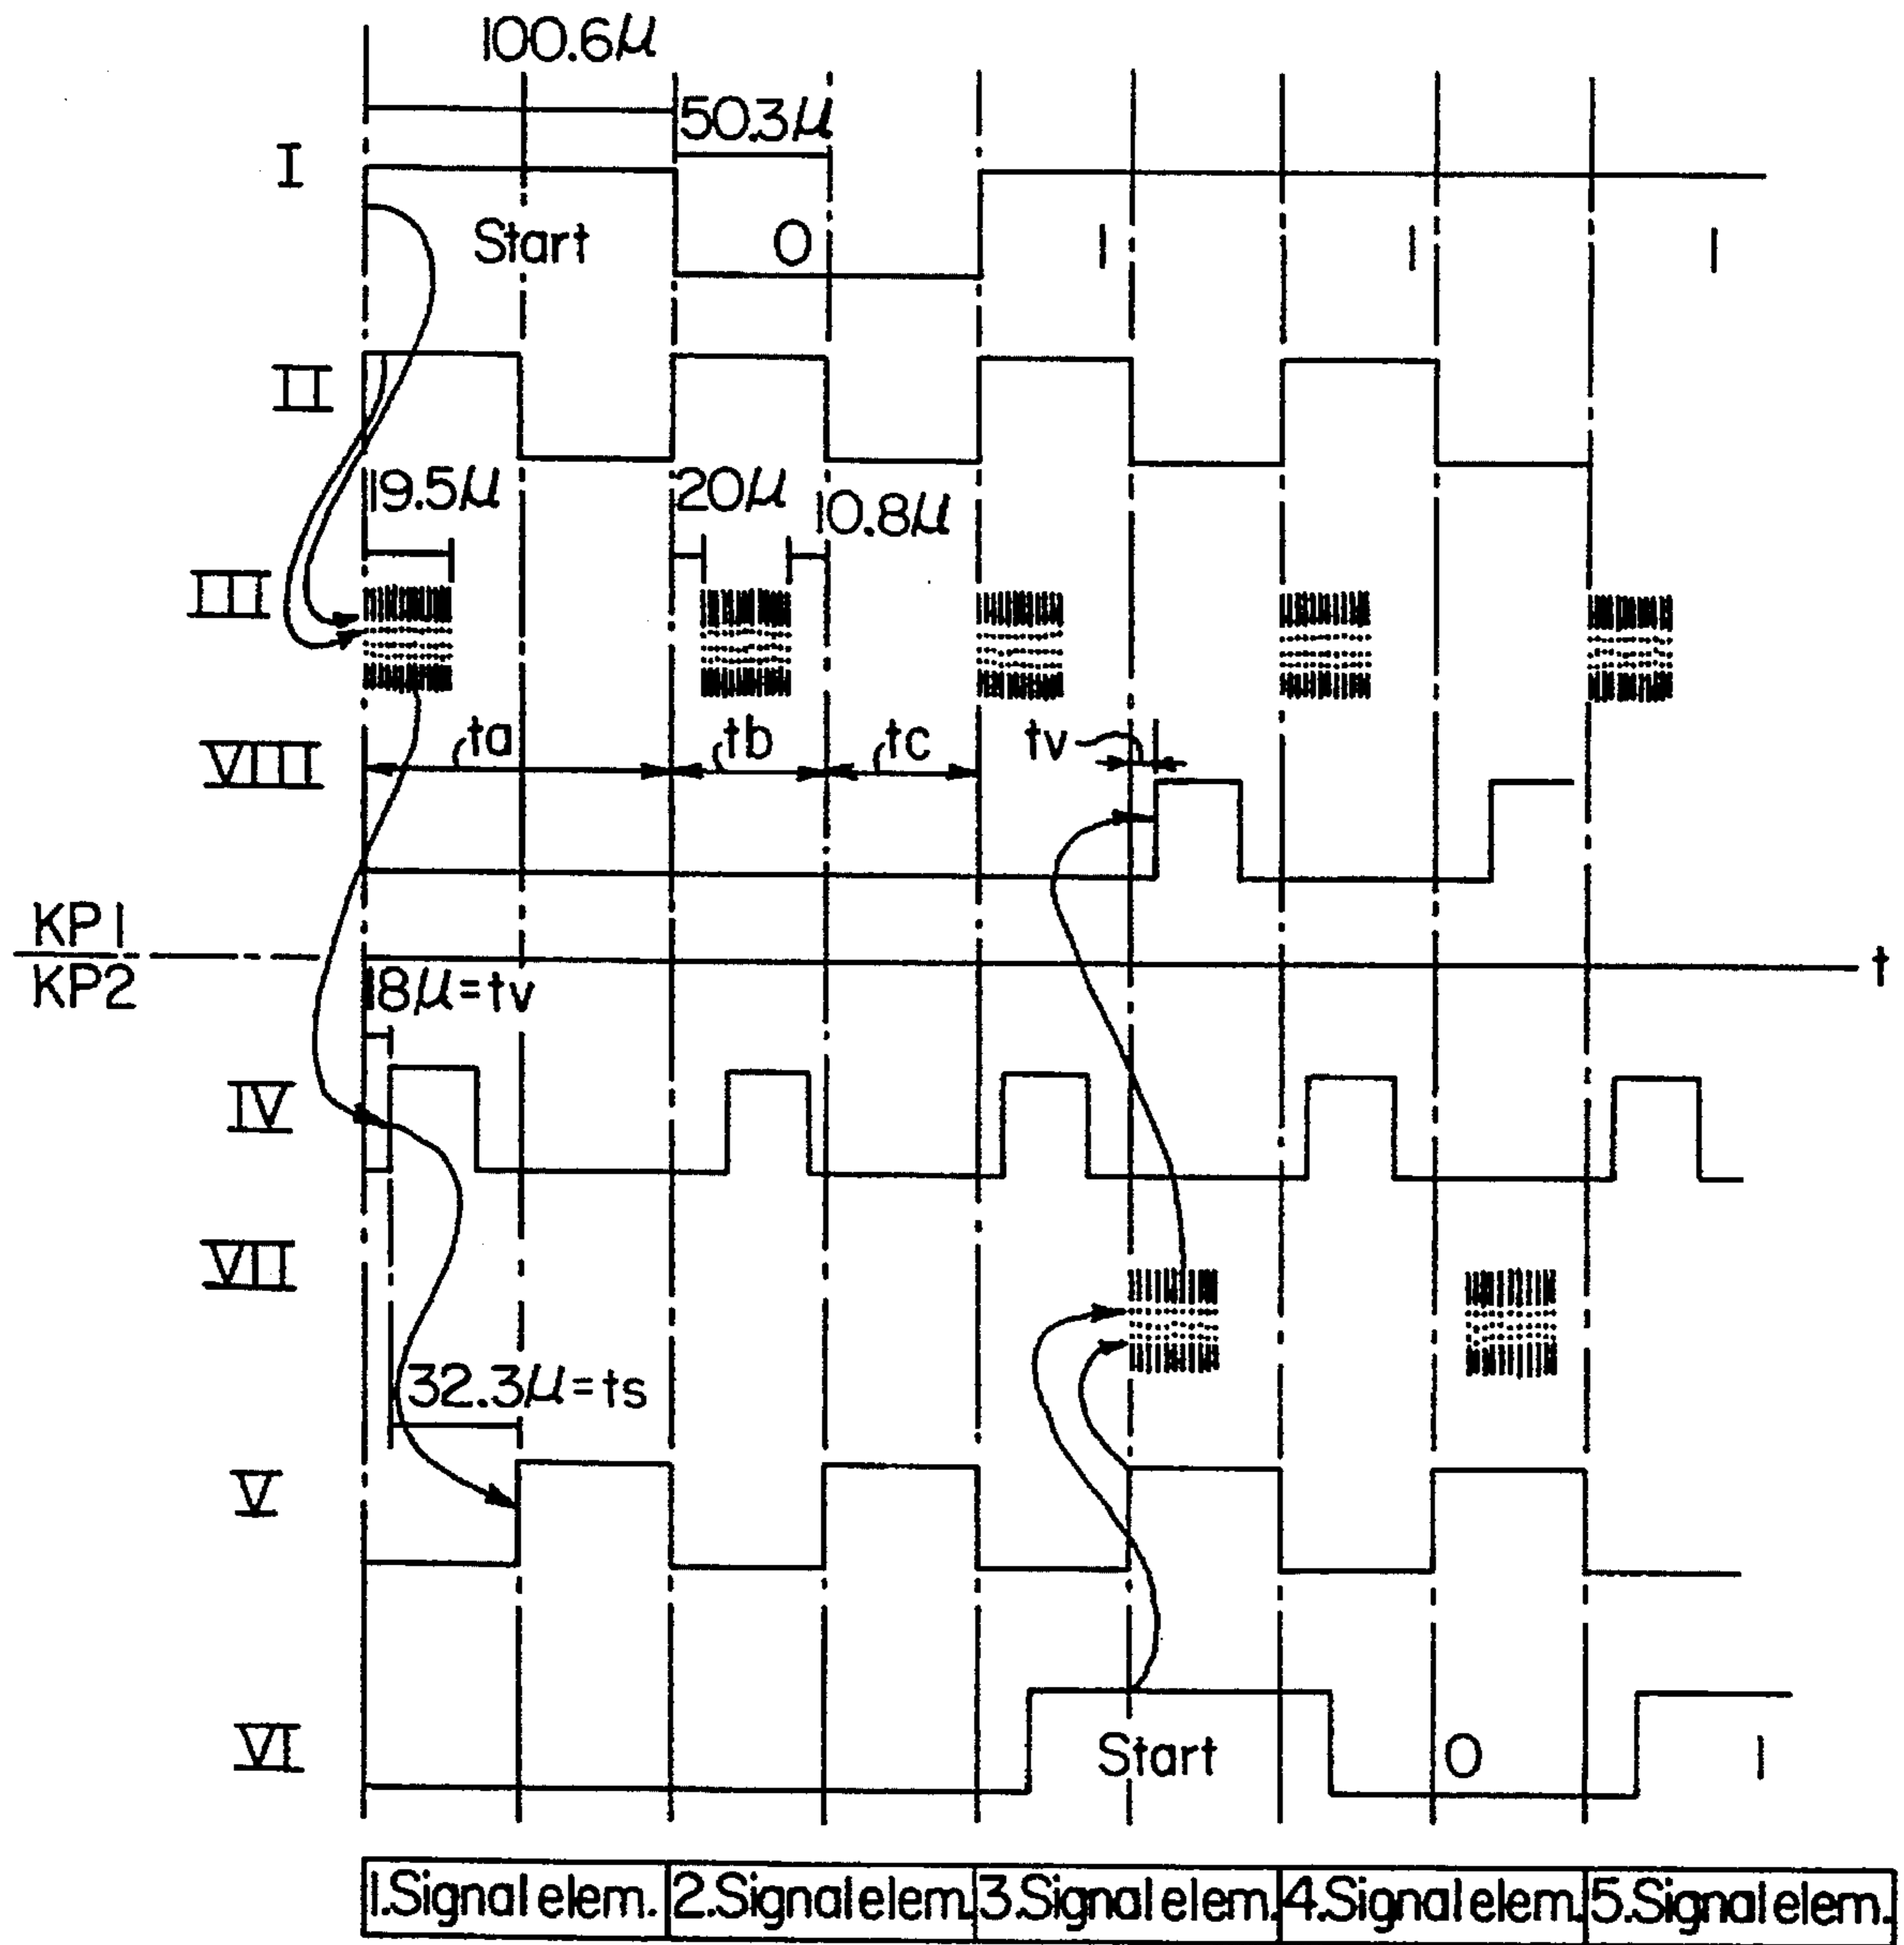 100.6μ
50.3μ
I
Start 0 1 1 1
II
19.5μ 20μ 10.8μ
III
VIII ta tb tc tv
KP1
KP2
t
18μ=tv
IV
VII
32.3μ=ts
V
VI Start 0 1
1.Signal elem. 2.Signal elem. 3.Signal elem. 4.Signal elem. 5.Signal elem.